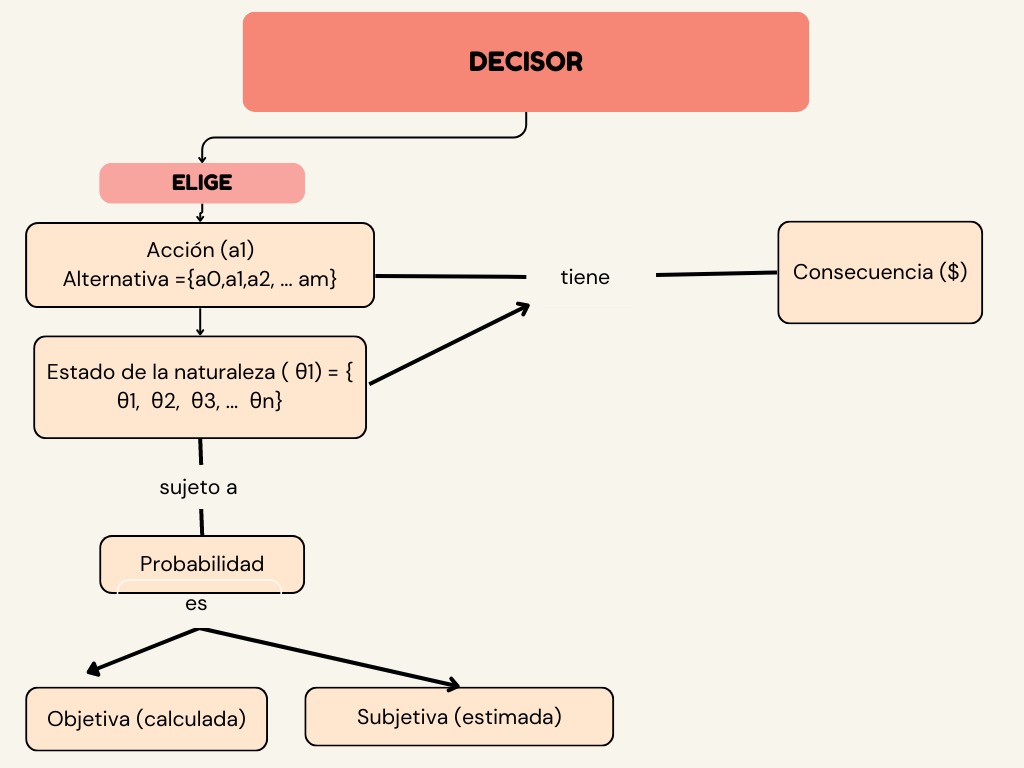 DECISOR
ELIGE
Acción (a1)
Alternativa ={a0,a1,a2, ... am}
tiene
Consecuencia ($)
Estado de la naturaleza ( θ1) = {
θ1, θ2, θ3, ... θn}
sujeto a
Probabilidad
es
Objetiva (calculada)
Subjetiva (estimada)